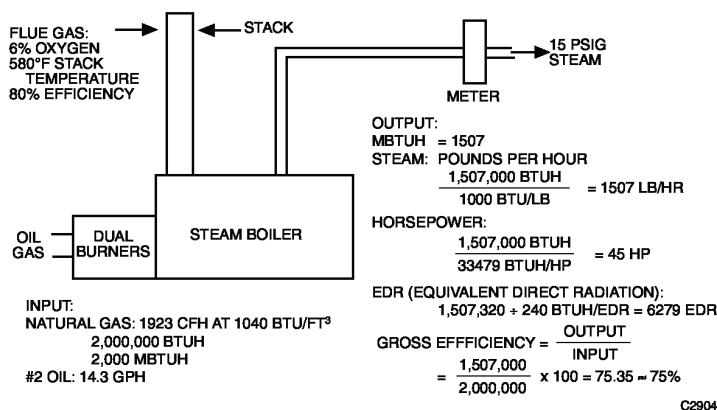 FLUE GAS:
6% OXYGEN
580°F STACK
TEMPERATURE
80% EFFICIENCY
STACK
15 PSIG
STEAM
METER
OUTPUT:
MBTUH = 1507
STEAM: POUNDS PER HOUR
1,507,000 BTUH
1000 BTU/LB
= 1507 LB/HR
HORSEPOWER:
1,507,000 BTUH
33479 BTUH/HP
= 45 HP
EDR (EQUIVALENT DIRECT RADIATION):
1,507,320 ÷ 240 BTUH/EDR = 6279 EDR
GROSS EFFFICIENCY = OUTPUT
INPUT
= 1,507,000
2,000,000
x 100 = 75.35 ≈ 75%
OIL
GAS
DUAL
BURNERS
STEAM BOILER
INPUT:
NATURAL GAS: 1923 CFH AT 1040 BTU/FT³
2,000,000 BTUH
2,000 MBTUH
#2 OIL: 14.3 GPH
C2904